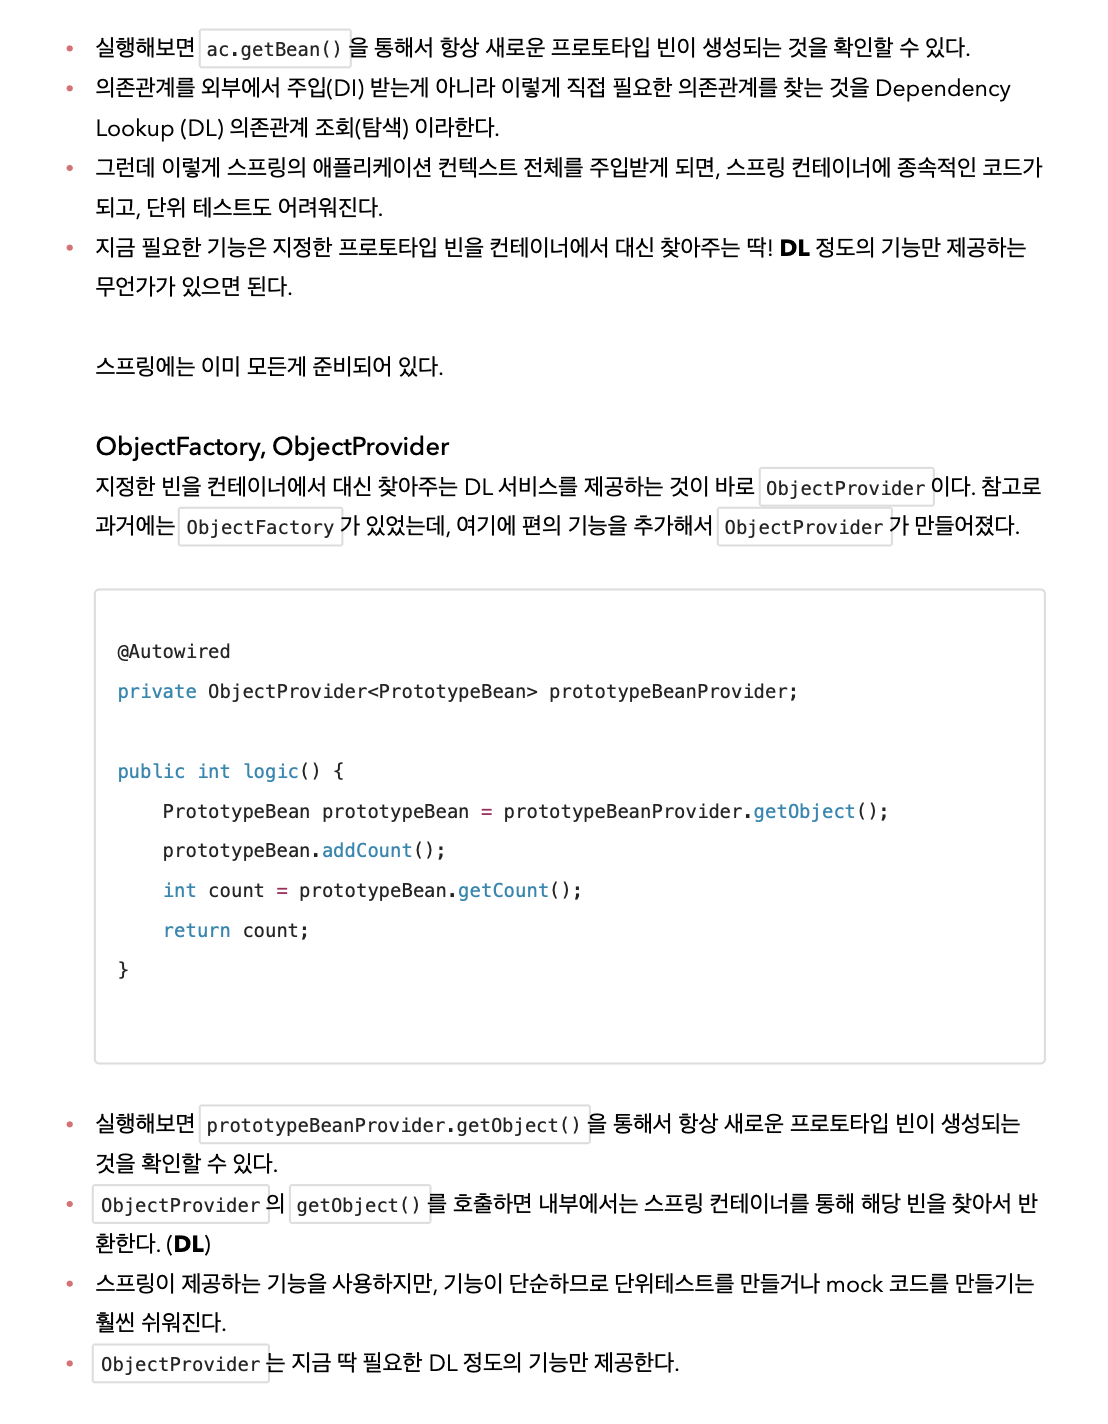 • 실행해보면 ac.getBean() 을 통해서 항상 새로운 프로토타입 빈이 생성되는 것을 확인할 수 있다.
• 의존관계를 외부에서 주입(DI) 받는게 아니라 이렇게 직접 필요한 의존관계를 찾는 것을 Dependency
Lookup (DL) 의존관계 조회(탐색) 이라한다.
• 그런데 이렇게 스프링의 애플리케이션 컨텍스트 전체를 주입받게 되면, 스프링 컨테이너에 종속적인 코드가
되고, 단위 테스트도 어려워진다.
• 지금 필요한 기능은 지정한 프로토타입 빈을 컨테이너에서 대신 찾아주는 딱! DL 정도의 기능만 제공하는
무언가가 있으면 된다.
스프링에는 이미 모든게 준비되어 있다.
ObjectFactory, ObjectProvider
지정한 빈을 컨테이너에서 대신 찾아주는 DL 서비스를 제공하는 것이 바로 ObjectProvider 이다. 참고로
과거에는 ObjectFactory 가 있었는데, 여기에 편의 기능을 추가해서 ObjectProvider 가 만들어졌다.
@Autowired
private ObjectProvider<PrototypeBean> prototypeBeanProvider;
public int logic() {
    PrototypeBean prototypeBean = prototypeBeanProvider.getObject();
    prototypeBean.addCount();
    int count = prototypeBean.getCount();
    return count;
}
• 실행해보면 prototypeBeanProvider.getObject() 을 통해서 항상 새로운 프로토타입 빈이 생성되는
것을 확인할 수 있다.
• ObjectProvider 의 getObject() 를 호출하면 내부에서는 스프링 컨테이너를 통해 해당 빈을 찾아서 반
환한다. (DL)
• 스프링이 제공하는 기능을 사용하지만, 기능이 단순하므로 단위테스트를 만들거나 mock 코드를 만들기는
훨씬 쉬워진다.
• ObjectProvider 는 지금 딱 필요한 DL 정도의 기능만 제공한다.